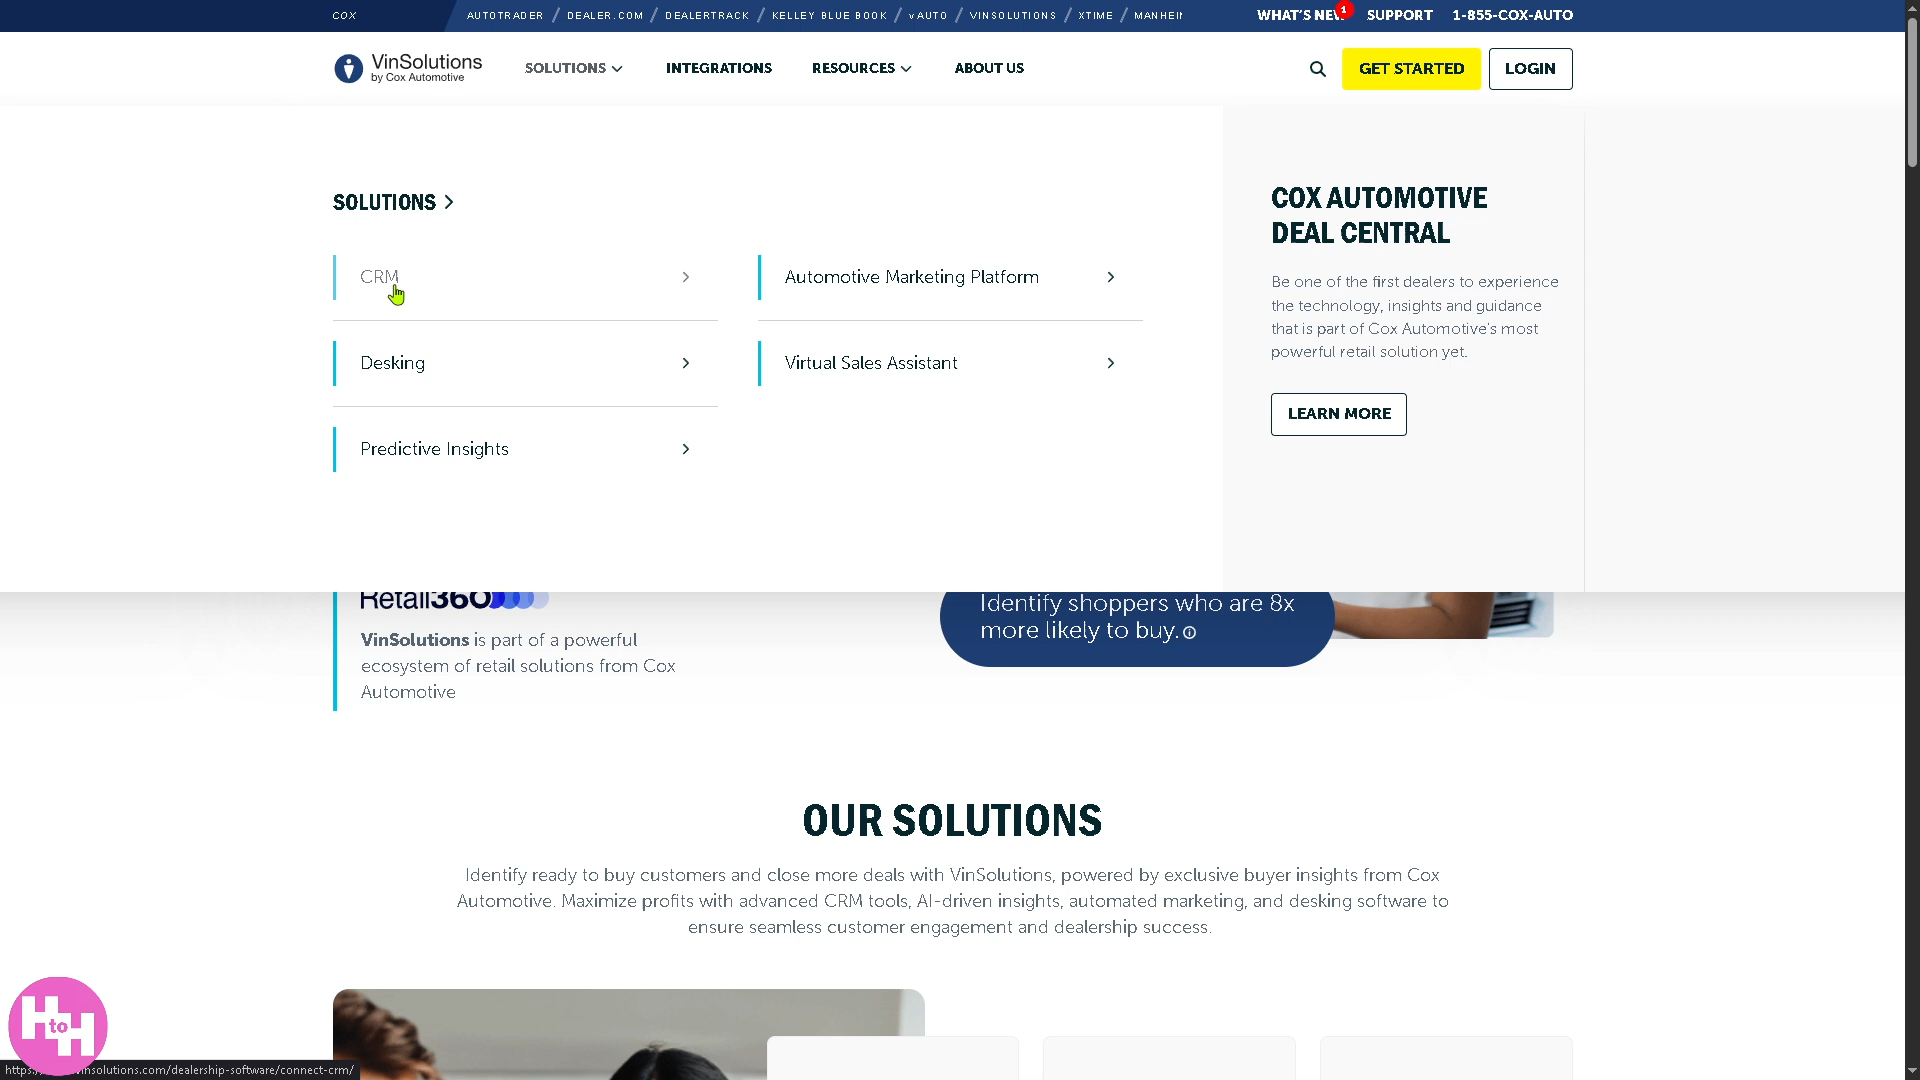 COX
AUTOTRADER / DEALER.COM / DEALERTRACK / KELLEY BLUE BOOK / vAUTO / VINSOLUTIONS / XTIME / MANHEIM
WHAT'S NEW
1
SUPPORT
1-855-COX-AUTO
VinSolutions
by Cox Automotive
SOLUTIONS
INTEGRATIONS
RESOURCES
ABOUT US
GET STARTED
LOGIN
SOLUTIONS
CRM
Automotive Marketing Platform
Desking
Virtual Sales Assistant
Predictive Insights
COX AUTOMOTIVE
DEAL CENTRAL
Be one of the first dealers to experience
the technology, insights and guidance
that is part of Cox Automotive's most
powerful retail solution yet.
LEARN MORE
Retail360
VinSolutions is part of a powerful
ecosystem of retail solutions from Cox
Automotive
Identify shoppers who are 8x
more likely to buy.
OUR SOLUTIONS
Identify ready to buy customers and close more deals with VinSolutions, powered by exclusive buyer insights from Cox
Automotive. Maximize profits with advanced CRM tools, AI-driven insights, automated marketing, and desking software to
ensure seamless customer engagement and dealership success.
H to H
insolutions.com/dealership-software/connect-crm/